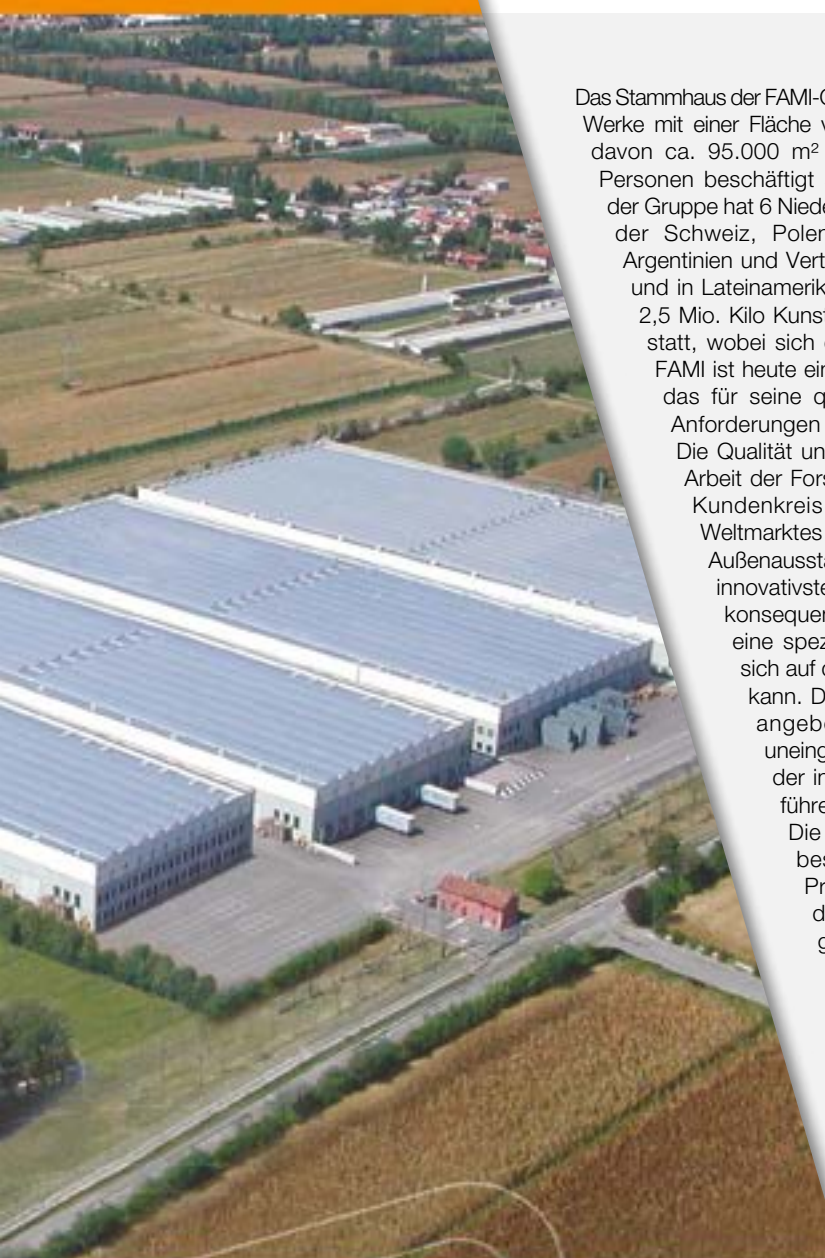 Das Stammhaus der FAMI-G
Werke mit einer Fläche v
davon ca. 95.000 m²
Personen beschäftigt
der Gruppe hat 6 Niede
der Schweiz, Polen
Argentinien und Vert
und in Lateinamerik
2,5 Mio. Kilo Kunst
statt, wobei sich
FAMI ist heute ein
das für seine q
Anforderungen
Die Qualität un
Arbeit der Fors
Kundenkreis
Weltmarktes
Außenaussta
innovativste
konsequen
eine spez
sich auf d
kann. D
angebo
uneing
der in
führe
Die
bes
Pr
d
g